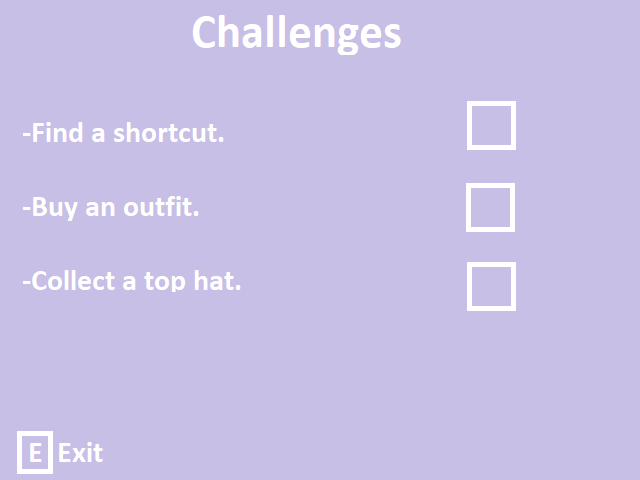 Challenges
-Find a shortcut.
-Buy an outfit.
-Collect a top hat.
E Exit